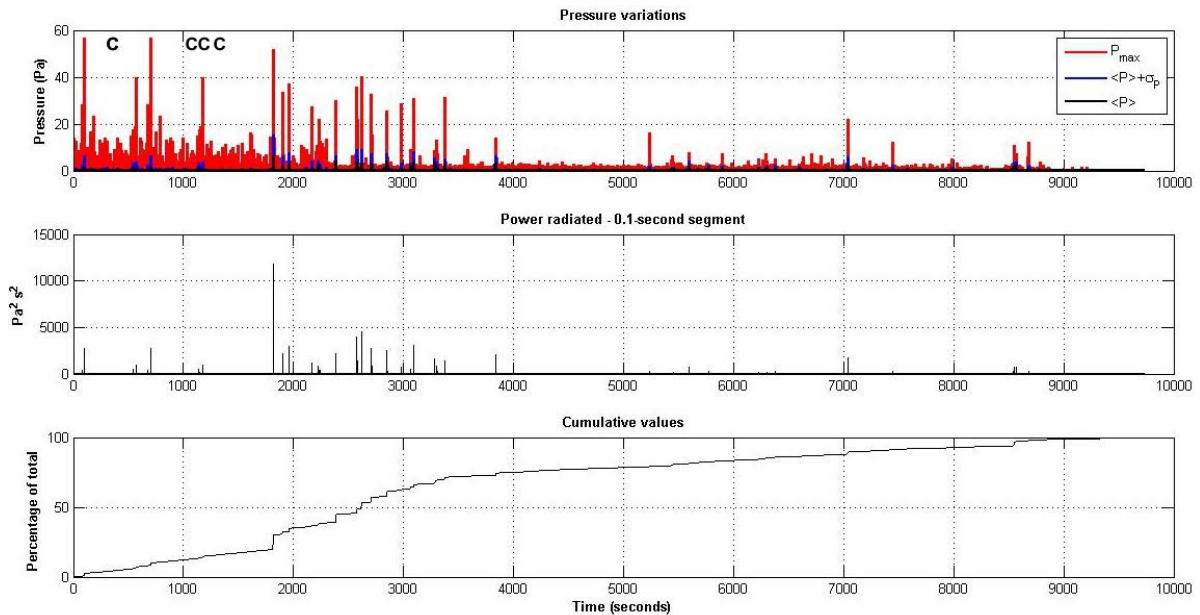 Pressure variations
60
C
CC C
P_max
<P>+σ_p
<P>
40
Pressure (Pa)
20
0
0 1000 2000 3000 4000 5000 6000 7000 8000 9000 10000
Power radiated - 0.1-second segment
15000
10000
Pa² s²
5000
0
0 1000 2000 3000 4000 5000 6000 7000 8000 9000 10000
Cumulative values
100
Percentage of total
50
0
0 1000 2000 3000 4000 5000 6000 7000 8000 9000 10000
Time (seconds)